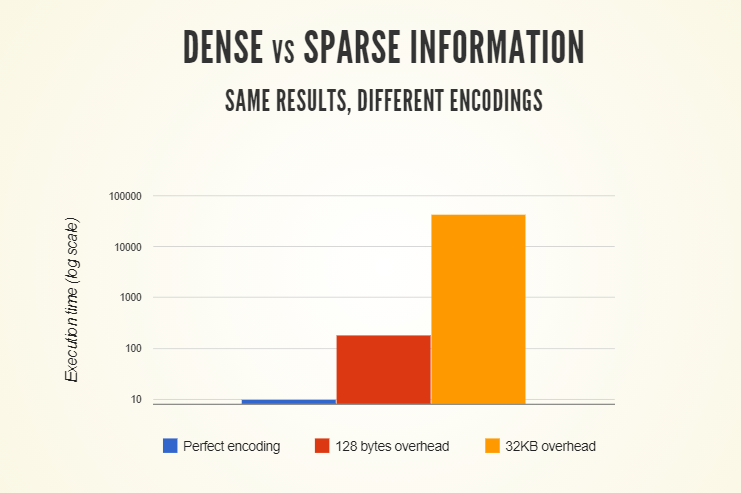 DENSE VS SPARSE INFORMATION
SAME RESULTS, DIFFERENT ENCODINGS
Execution time (log scale)
100000
10000
1000
100
10
Perfect encoding
128 bytes overhead
32KB overhead